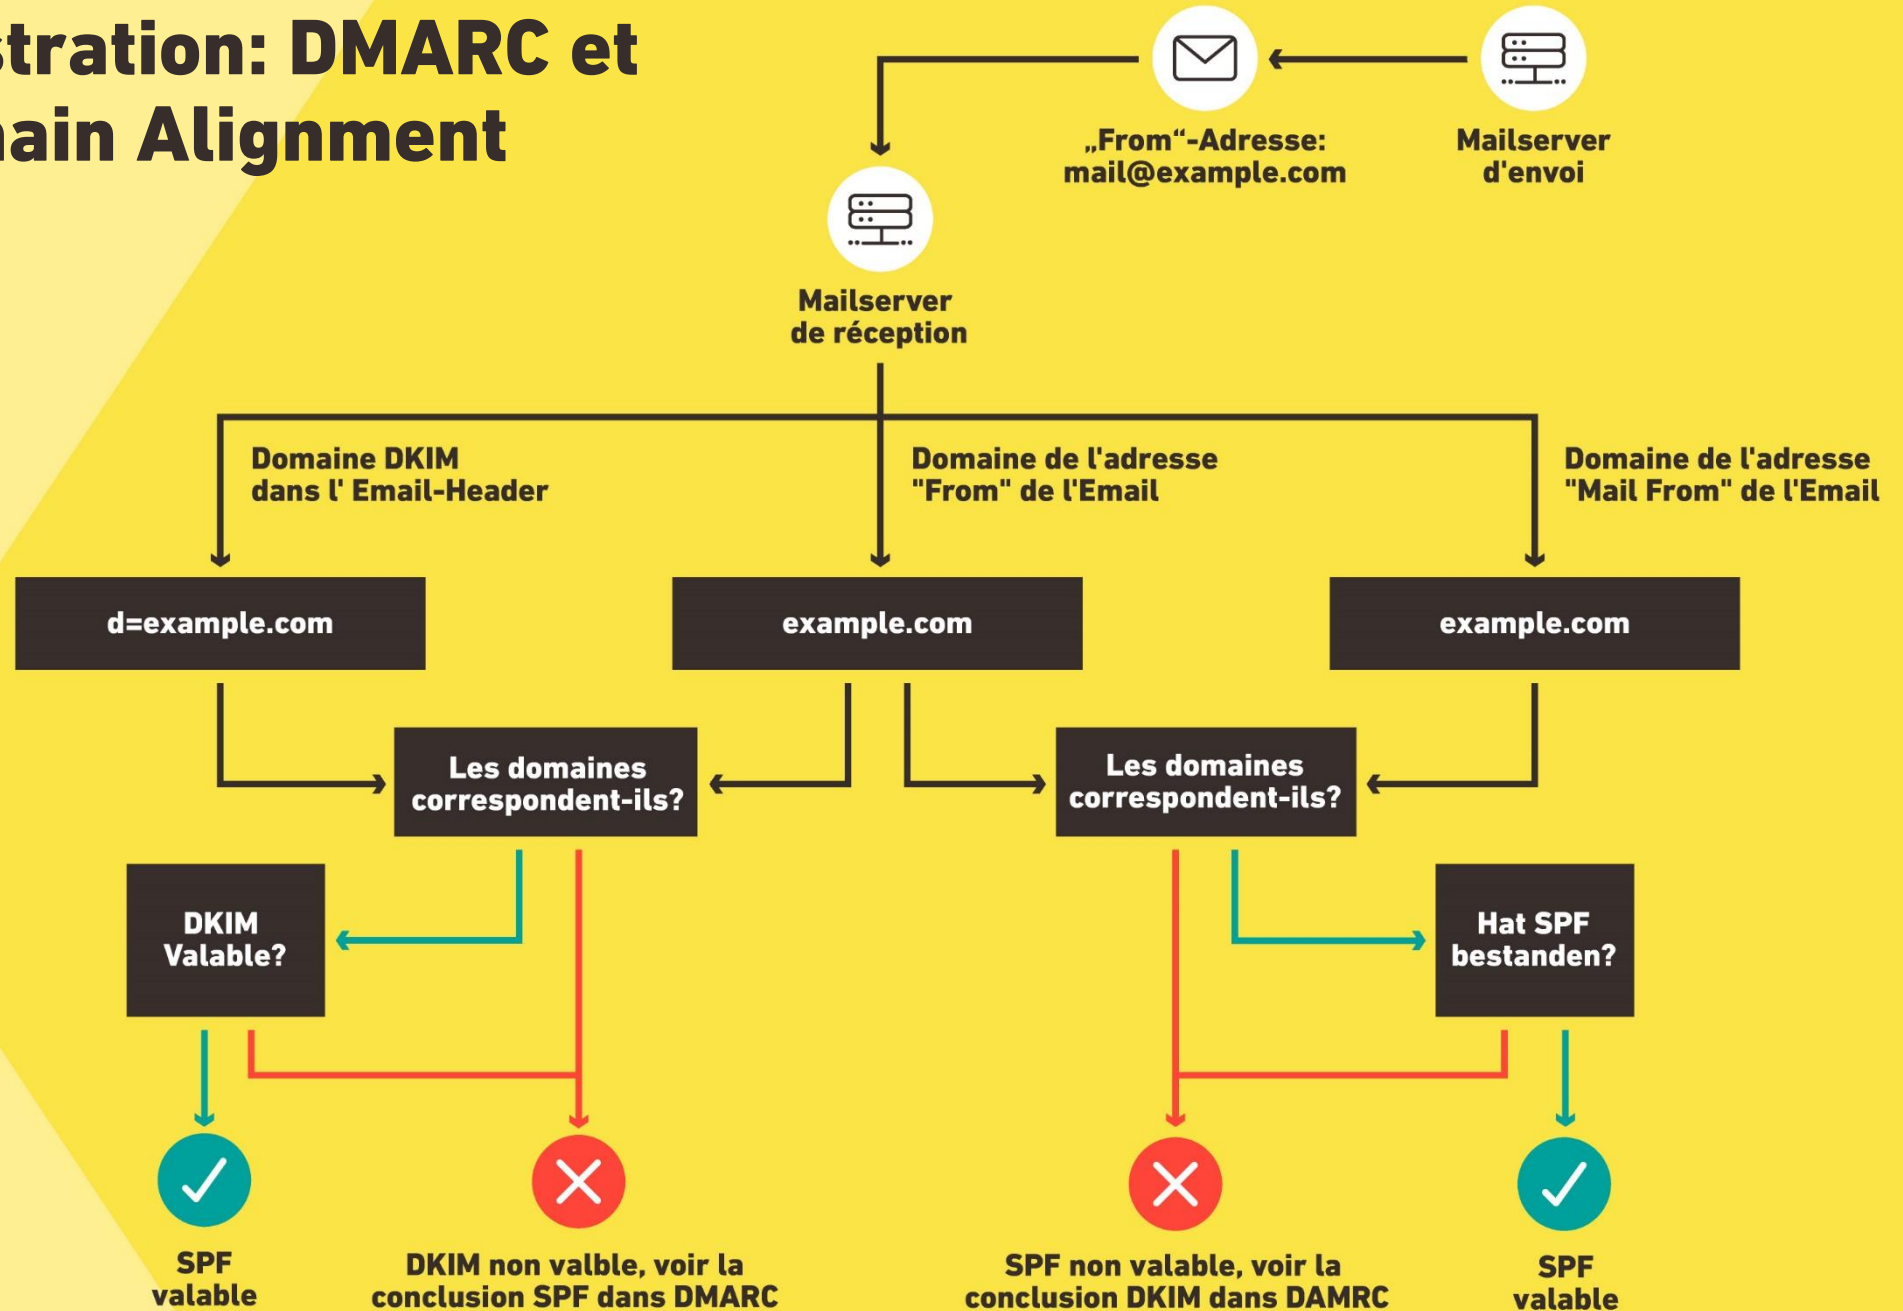 stration: DMARC et
nain Alignment
„From“-Adresse:
mail@example.com
Mailserver
d'envoi
Mailserver
de réception
Domaine DKIM
dans l' Email-Header
Domaine de l'adresse
"From" de l'Email
Domaine de l'adresse
"Mail From" de l'Email
d=example.com
example.com
example.com
Les domaines
correspondent-ils?
Les domaines
correspondent-ils?
DKIM
Valable?
Hat SPF
bestanden?
SPF
valable
DKIM non valble, voir la
conclusion SPF dans DMARC
SPF non valable, voir la
conclusion DKIM dans DAMRC
SPF
valable